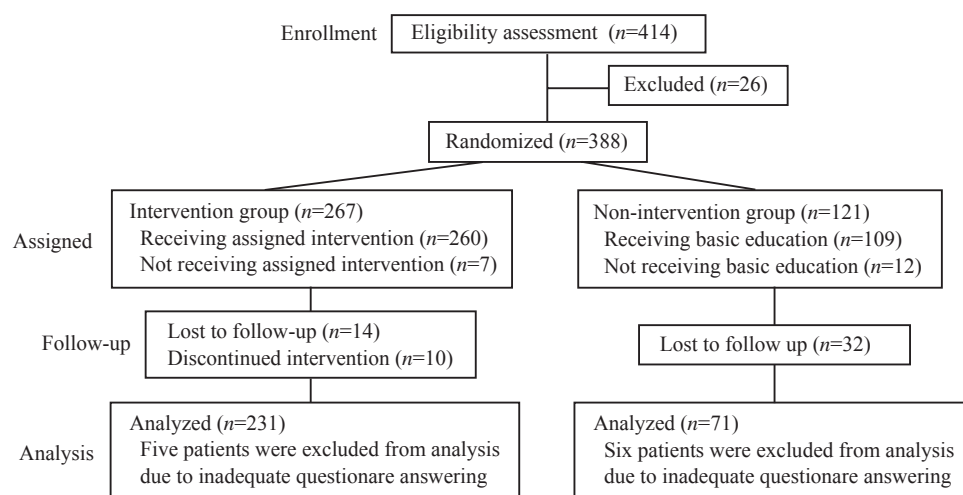 Enrollment
Eligibility assessment (n=414)
Excluded (n=26)
Randomized (n=388)
Assigned
Intervention group (n=267)
Receiving assigned intervention (n=260)
Not receiving assigned intervention (n=7)
Non-intervention group (n=121)
Receiving basic education (n=109)
Not receiving basic education (n=12)
Follow-up
Lost to follow-up (n=14)
Discontinued intervention (n=10)
Lost to follow up (n=32)
Analysis
Analyzed (n=231)
Five patients were excluded from analysis
due to inadequate questionare answering
Analyzed (n=71)
Six patients were excluded from analysis
due to inadequate questionare answering